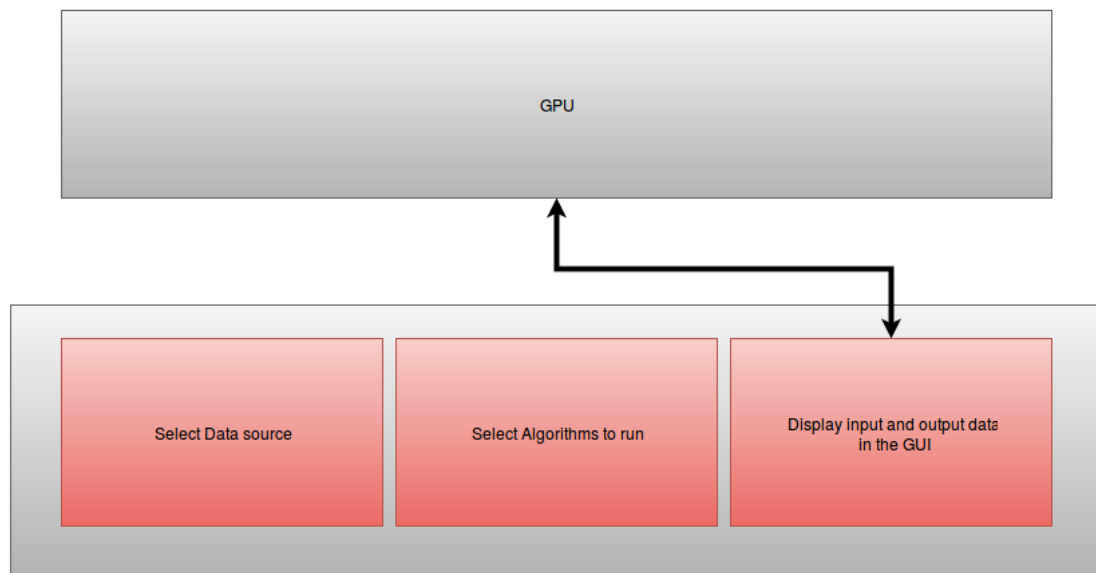 GPU
Select Data source
Select Algorithms to run
Display input and output data
in the GUI